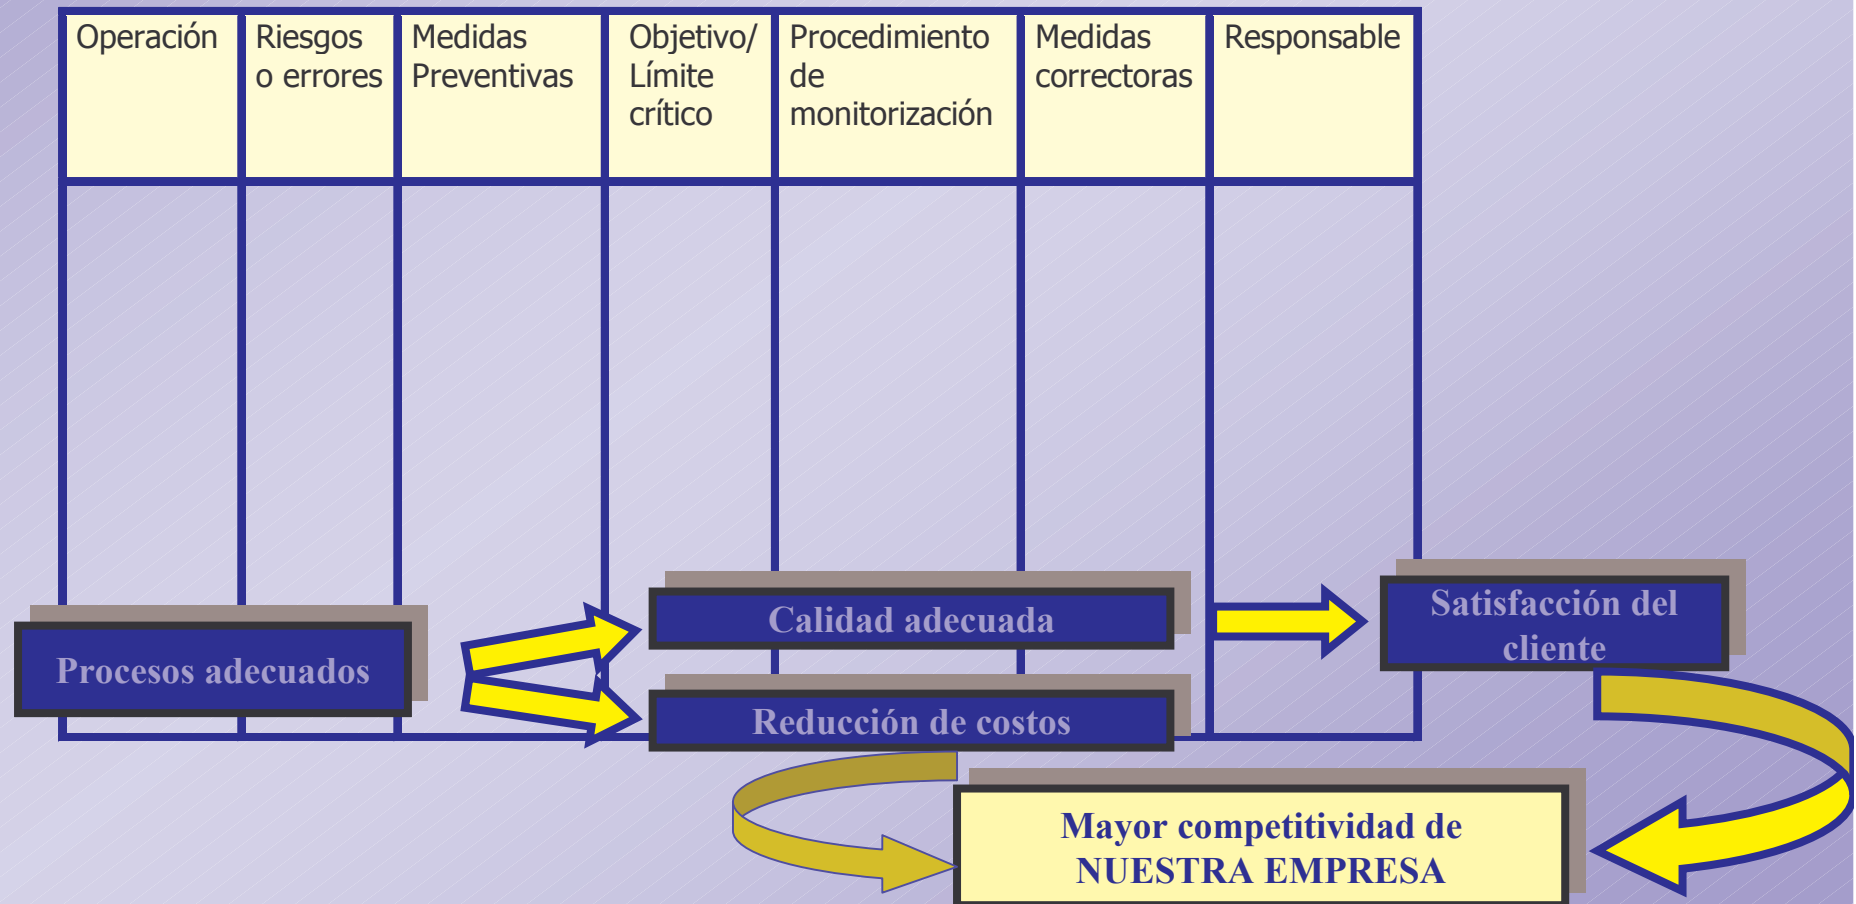 Operación
Riesgos
o errores
Medidas
Preventivas
Objetivo/
Límite
crítico
Procedimiento
de
monitorización
Medidas
correctoras
Responsable
Procesos adecuados
Calidad adecuada
Reducción de costos
Satisfacción del
cliente
Mayor competitividad de
NUESTRA EMPRESA